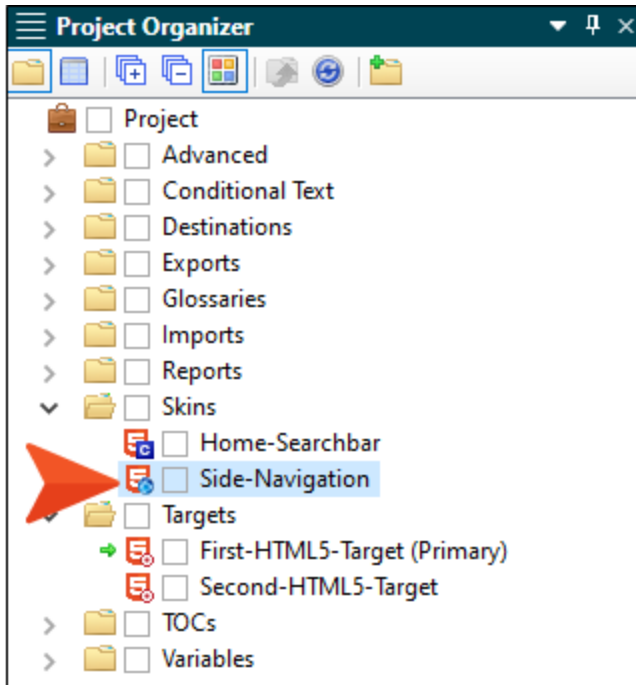 Project Organizer
Project
Advanced
Conditional Text
Destinations
Exports
Glossaries
Imports
Reports
Skins
Home-Searchbar
Side-Navigation
Targets
First-HTML5-Target (Primary)
Second-HTML5-Target
TOCs
Variables